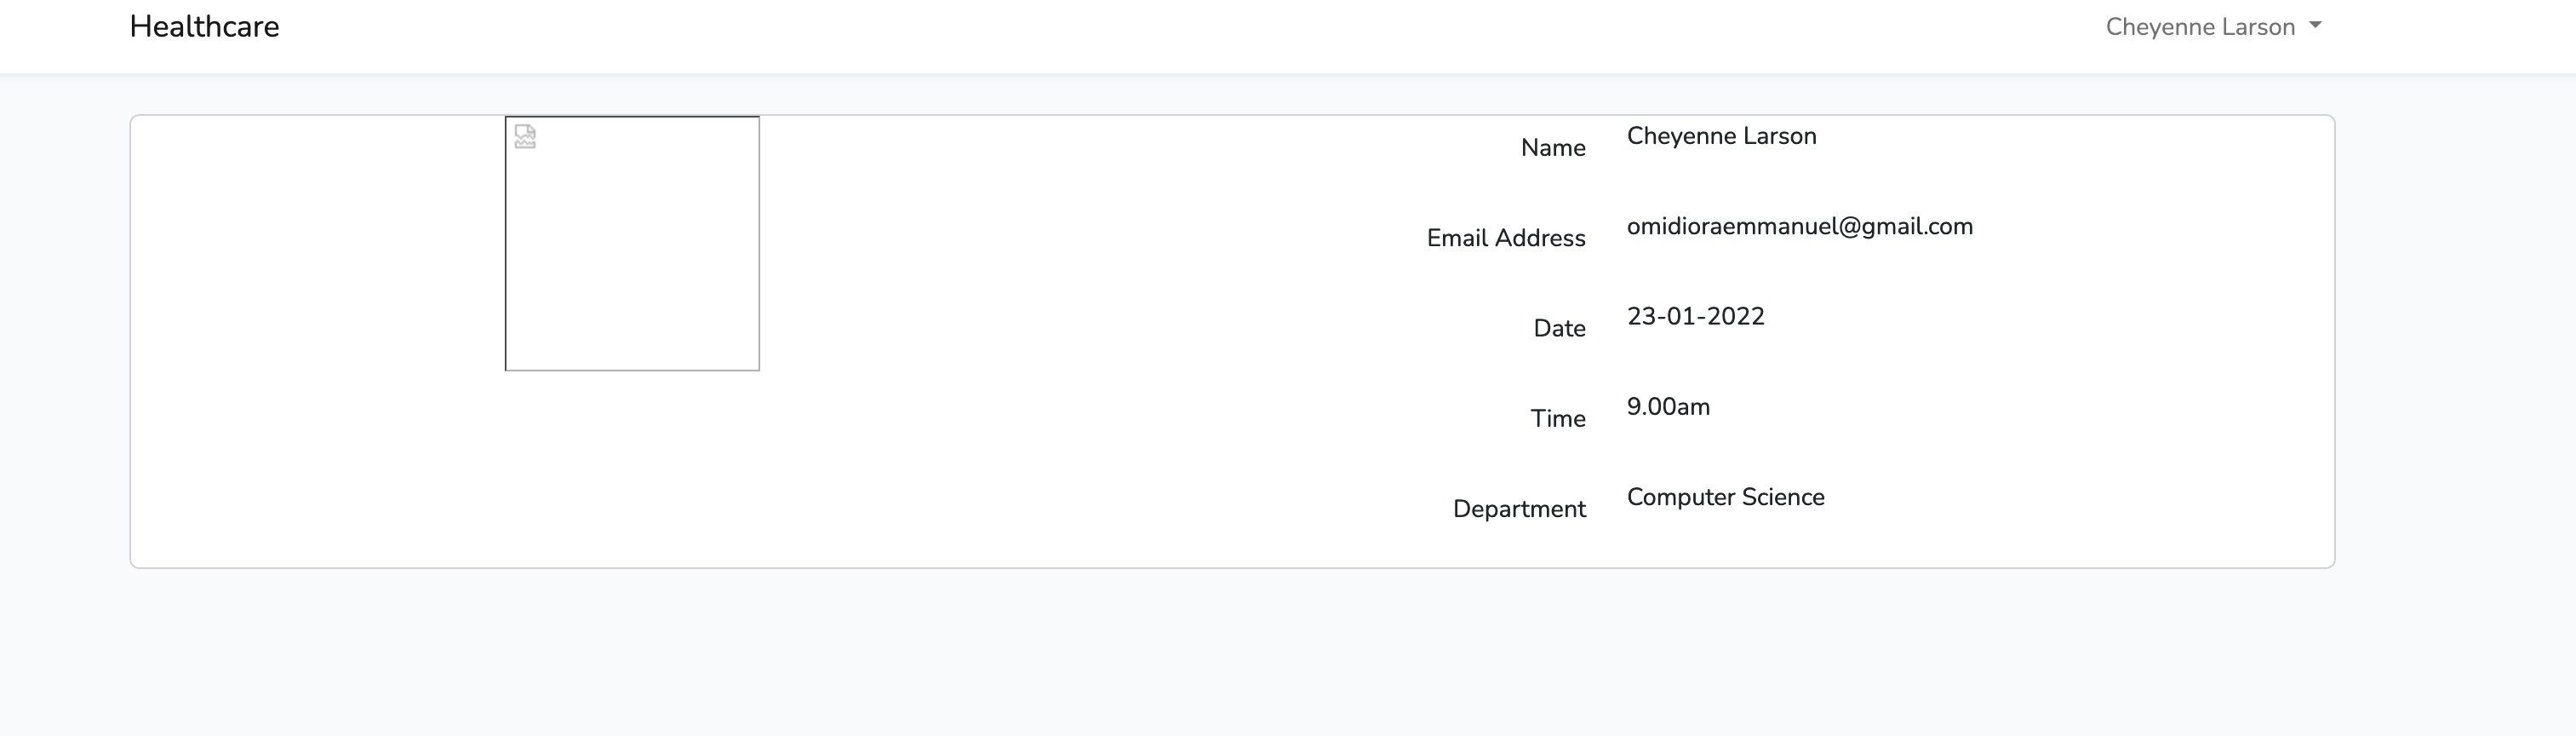 Healthcare
Cheyenne Larson
Name Cheyenne Larson
Email Address omidioraemmanuel@gmail.com
Date 23-01-2022
Time 9.00am
Department Computer Science